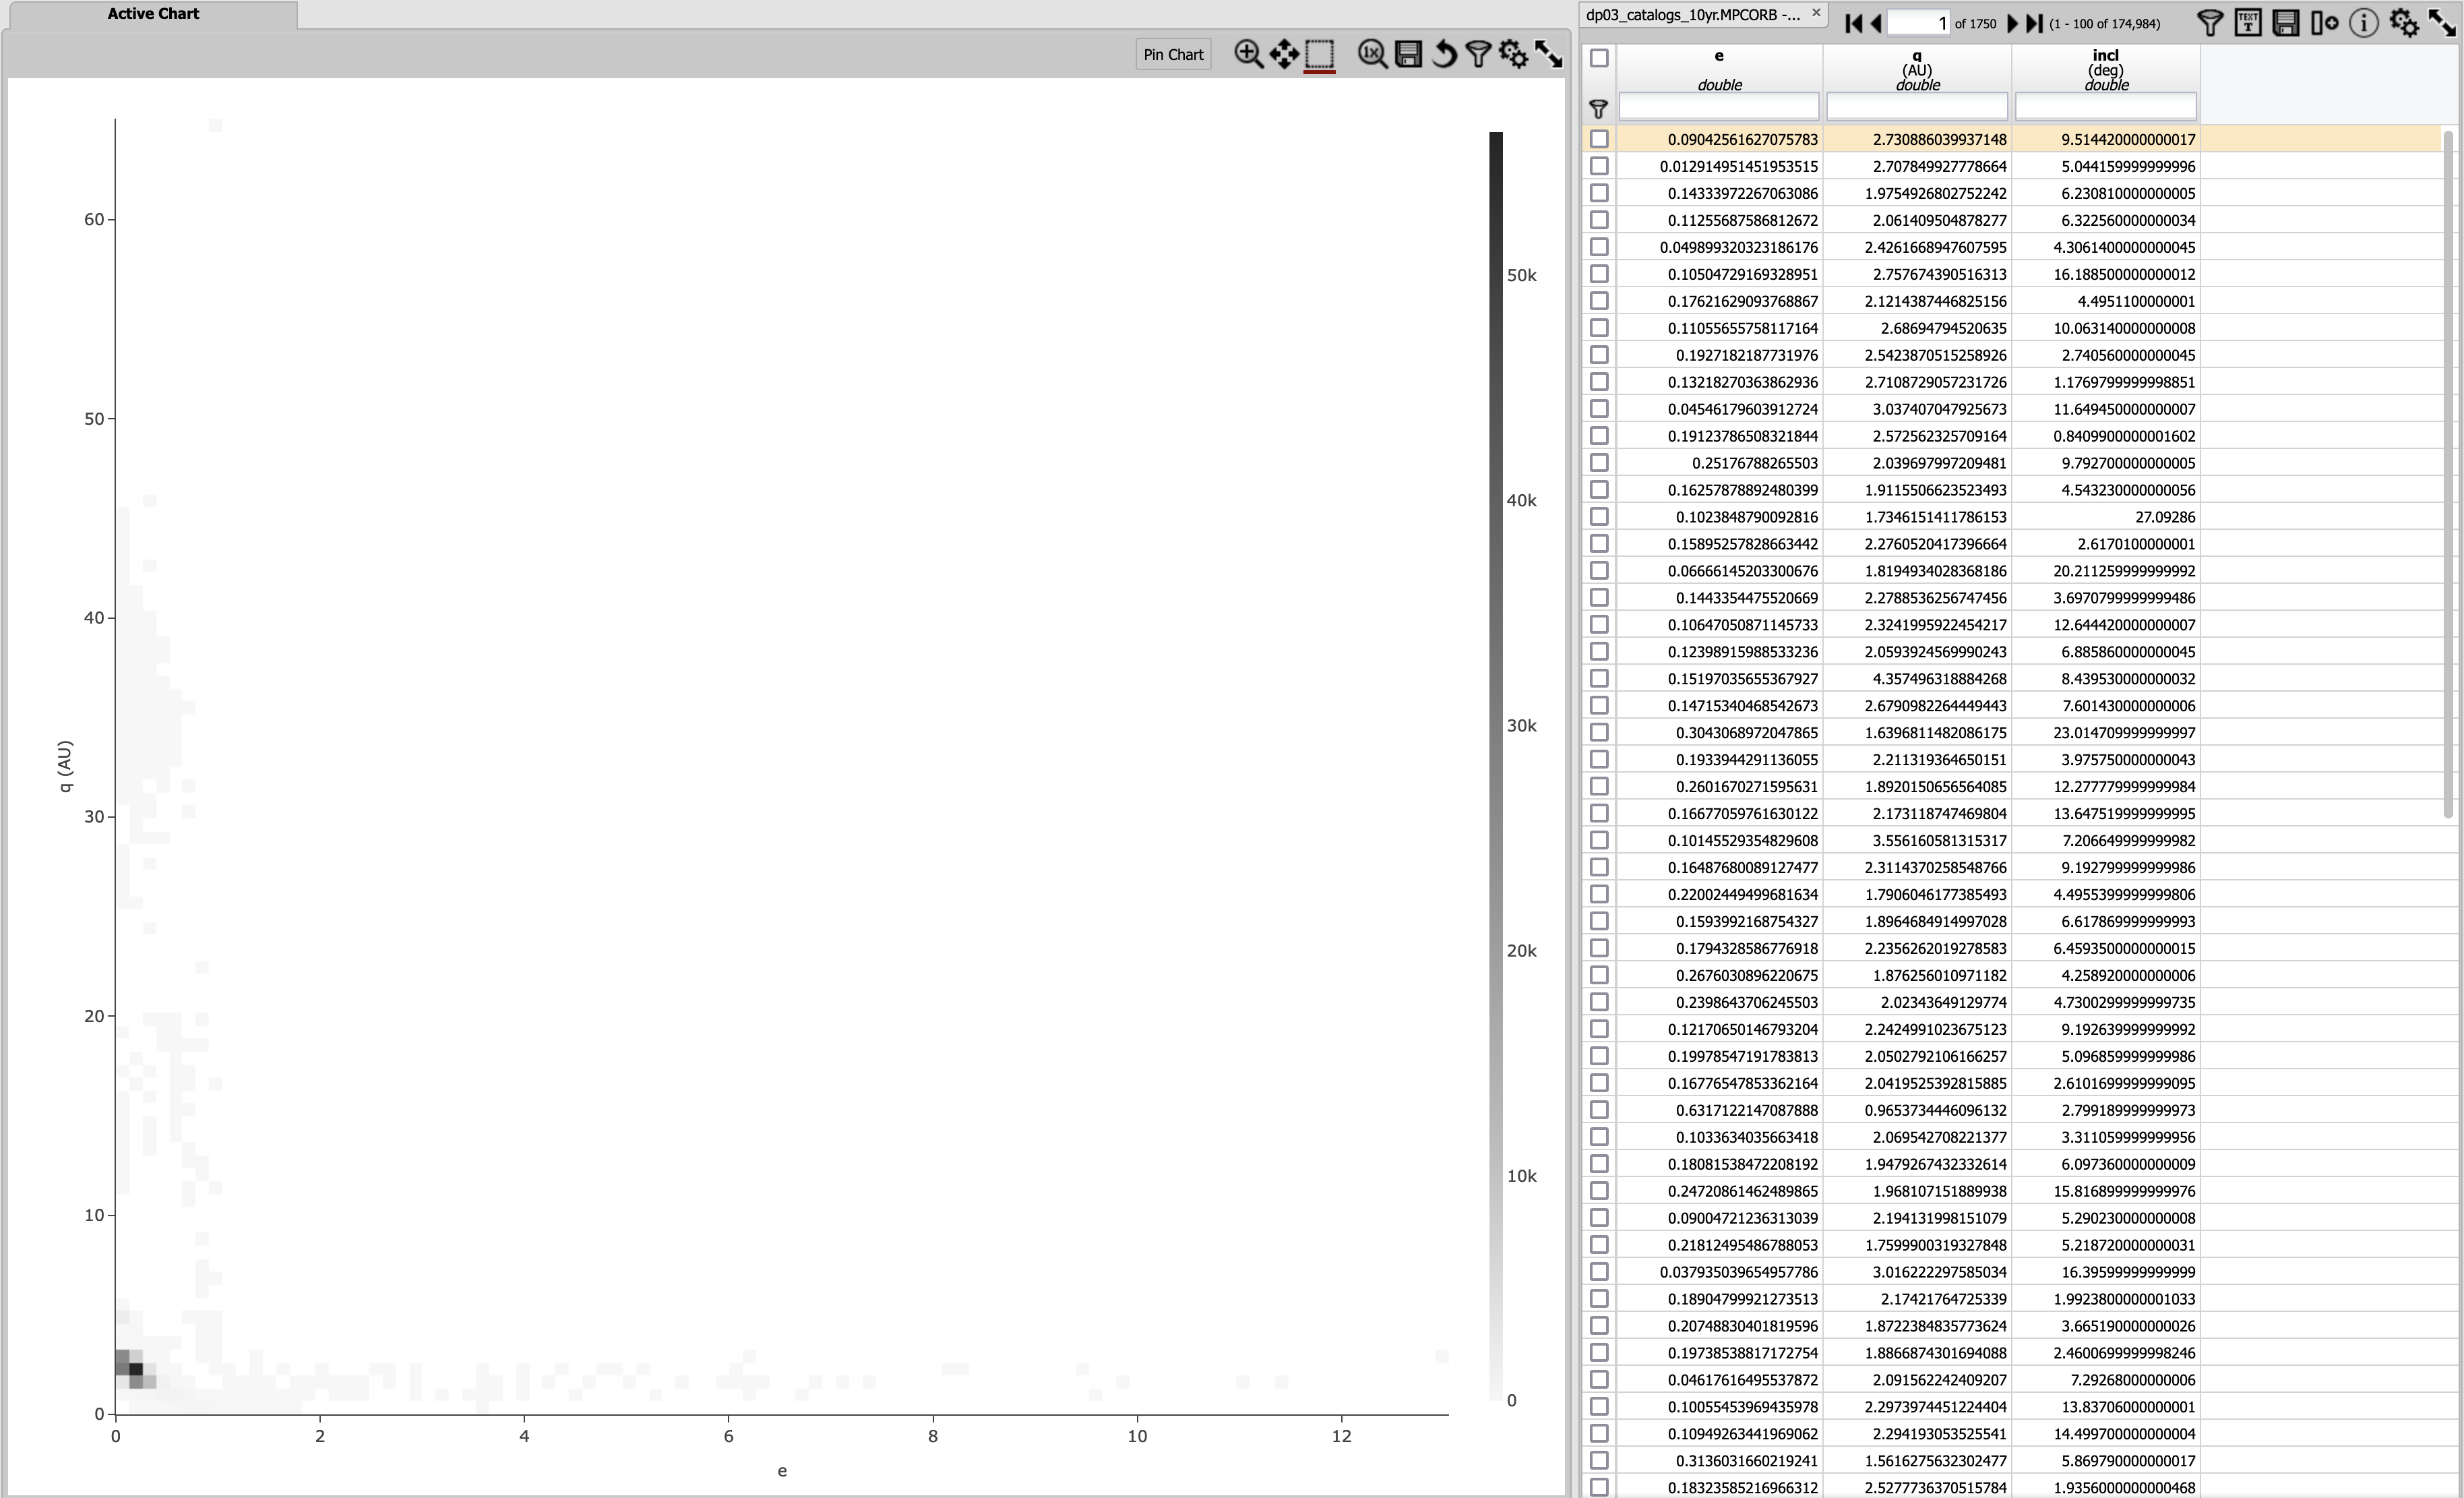 Active Chart
Pin Chart
1x
q (AU)
60
50
40
30
20
10
0
0 2 4 6 8 10 12
e
50k
40k
30k
20k
10k
0
dp03_catalogs_10yr.MPCORB -... ×
1 of 1750 (1 - 100 of 174,984)
TEXT T
e q incl
(AU) (deg)
double double double
0.09042561627075783 2.730886039937148 9.514420000000017
0.012914951451953515 2.707849927778664 5.044159999999996
0.14333972267063086 1.9754926802752242 6.230810000000005
0.11255687586812672 2.061409504878277 6.322560000000034
0.049899320323186176 2.4261668947607595 4.3061400000000045
0.10504729169328951 2.757674390516313 16.188500000000012
0.17621629093768867 2.1214387446825156 4.4951100000001
0.11055655758117164 2.68694794520635 10.063140000000008
0.1927182187731976 2.5423870515258926 2.740560000000045
0.13218270363862936 2.7108729057231726 1.1769799999998851
0.04546179603912724 3.037407047925673 11.649450000000007
0.19123786508321844 2.572562325709164 0.8409900000001602
0.25176788265503 2.039697997209481 9.792700000000005
0.16257878892480399 1.9115506623523493 4.543230000000056
0.1023848790092816 1.7346151411786153 27.09286
0.15895257828663442 2.2760520417396664 2.6170100000001
0.06666145203300676 1.8194934028368186 20.211259999999992
0.1443354475520669 2.2788536256747456 3.6970799999999486
0.10647050871145733 2.3241995922454217 12.644420000000007
0.12398915988533236 2.0593924569990243 6.885860000000045
0.15197035655367927 4.357496318884268 8.439530000000032
0.14715340468542673 2.6790982264449443 7.601430000000006
0.3043068972047865 1.6396811482086175 23.014709999999997
0.1933944291136055 2.211319364650151 3.975750000000043
0.2601670271595631 1.8920150656564085 12.277779999999984
0.16677059761630122 2.173118747469804 13.647519999999995
0.10145529354829608 3.556160581315317 7.206649999999982
0.16487680089127477 2.3114370258548766 9.192799999999986
0.22002449499681634 1.7906046177385493 4.4955399999999806
0.1593992168754327 1.8964684914997028 6.617869999999993
0.1794328586776918 2.2356262019278583 6.4593500000000015
0.2676030896220675 1.876256010971182 4.258920000000006
0.2398643706245503 2.02343649129774 4.7300299999999735
0.12170650146793204 2.2424991023675123 9.192639999999992
0.19978547191783813 2.0502792106166257 5.096859999999986
0.16776547853362164 2.0419525392815885 2.6101699999999095
0.6317122147087888 0.9653734446096132 2.799189999999973
0.1033634035663418 2.069542708221377 3.311059999999956
0.18081538472208192 1.9479267432332614 6.097360000000009
0.24720861462489865 1.968107151889938 15.816899999999976
0.09004721236313039 2.194131998151079 5.290230000000008
0.21812495486788053 1.7599900319327848 5.218720000000031
0.037935039654957786 3.016222297585034 16.39599999999999
0.18904799921273513 2.17421764725339 1.9923800000001033
0.20748830401819596 1.8722384835773624 3.665190000000026
0.19738538817172754 1.8866874301694088 2.4600699999998246
0.04617616495537872 2.091562242409207 7.29268000000006
0.10055453969435978 2.2973974451224404 13.83706000000001
0.10949263441969062 2.294193053525541 14.499700000000004
0.3136031660219241 1.5616275632302477 5.869790000000017
0.18323585216966312 2.5277736370515784 1.9356000000000468